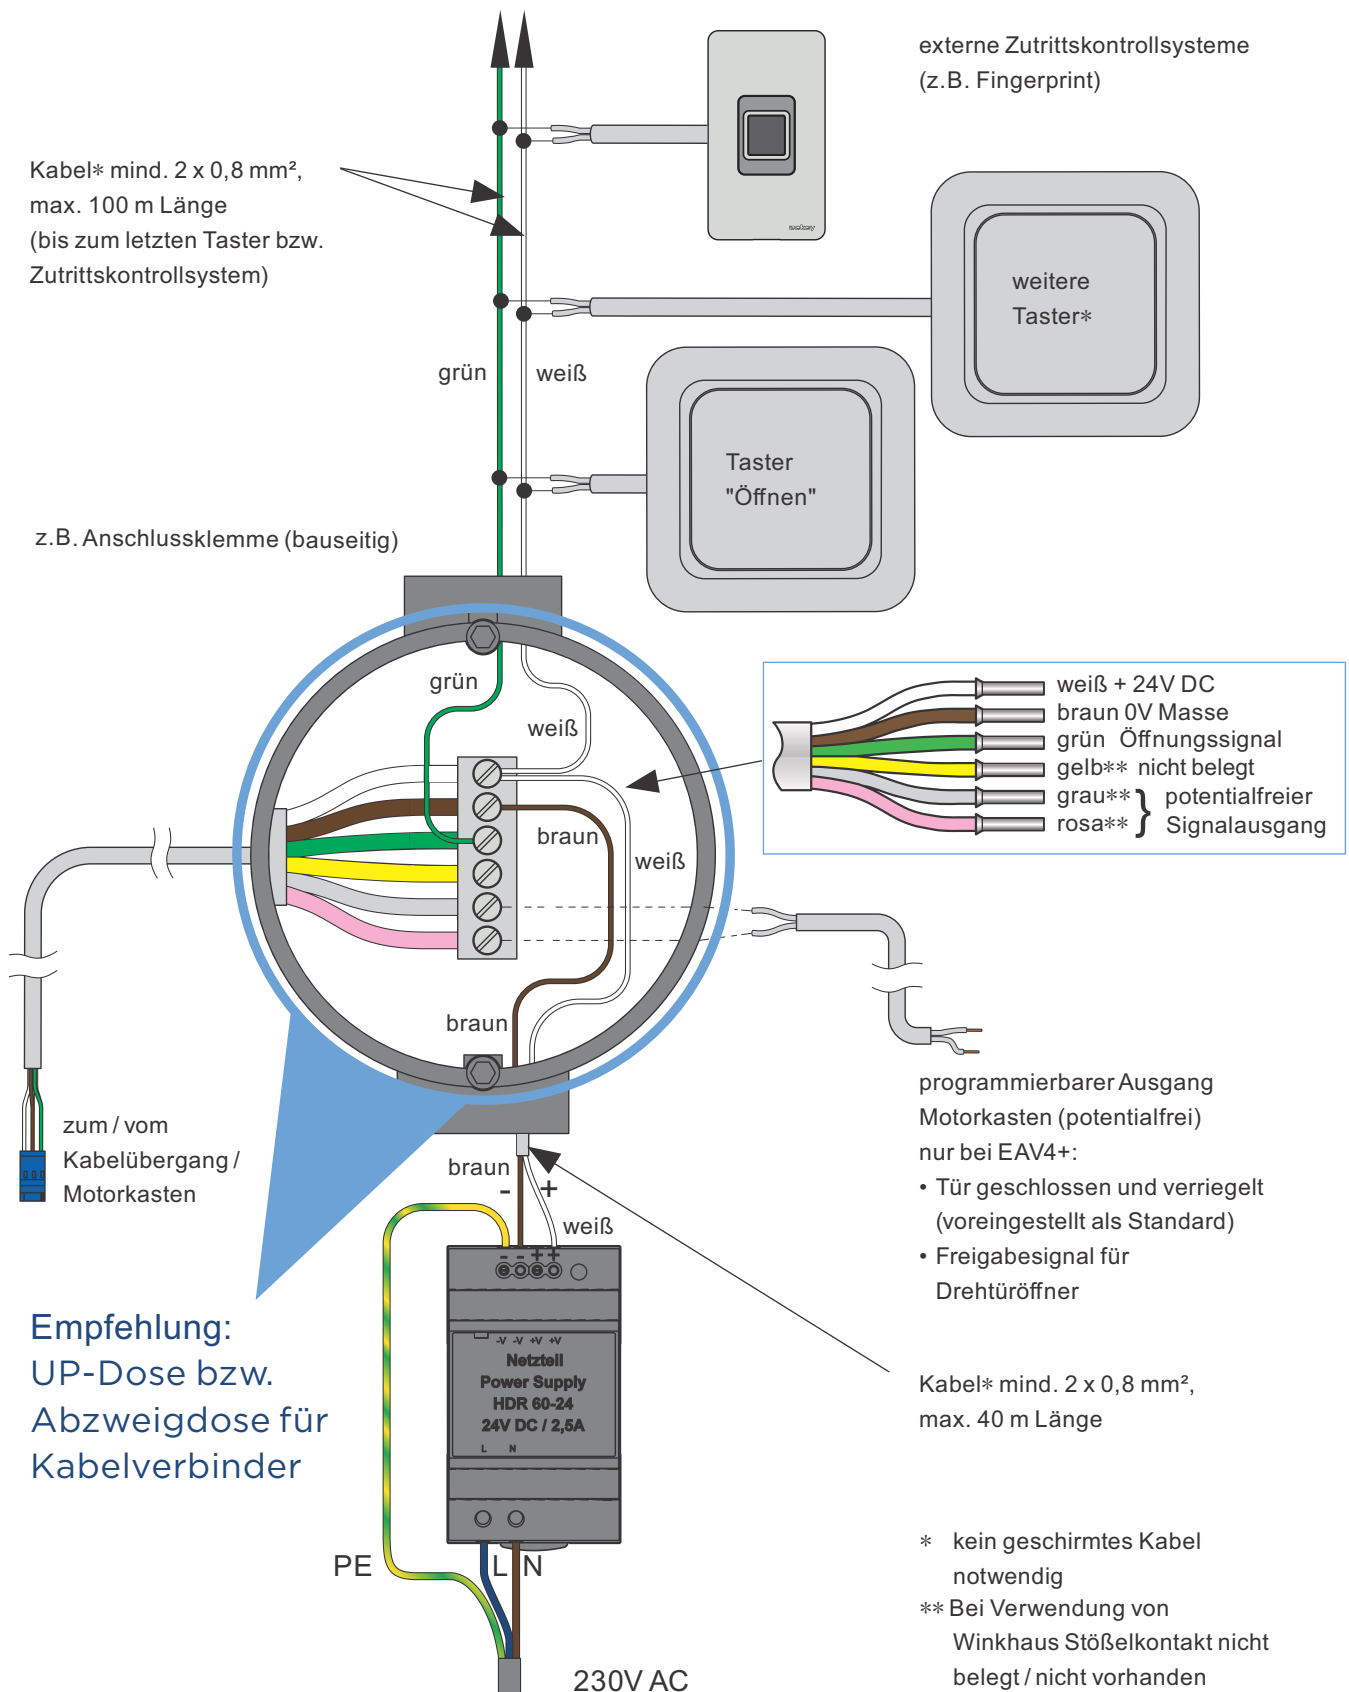 externe Zutrittskontrollsysteme
(z.B. Fingerprint)
Kabel* mind. 2 x 0,8 mm²,
max. 100 m Länge
(bis zum letzten Taster bzw.
Zutrittskontrollsystem)
weitere
Taster*
grün
weiß
Taster
"Öffnen"
z.B. Anschlussklemme (bauseitig)
grün
weiß
braun
weiß
braun
weiß + 24V DC
braun 0V Masse
grün Öffnungssignal
gelb** nicht belegt
grau** } potentialfreier
rosa** Signalausgang
zum / vom
Kabelübergang /
Motorkasten
programmierbarer Ausgang
Motorkasten (potentialfrei)
nur bei EAV4+:
• Tür geschlossen und verriegelt
(voreingestellt als Standard)
• Freigabesignal für
Drehtüröffner
braun
- +
weiß
- - + +
-V -V +V +V
Netzteil
Power Supply
HDR 60-24
24V DC / 2,5A
L N
Empfehlung:
UP-Dose bzw.
Abzweigdose für
Kabelverbinder
Kabel* mind. 2 x 0,8 mm²,
max. 40 m Länge
PE L N
230V AC
* kein geschirmtes Kabel
notwendig
** Bei Verwendung von
Winkhaus Stößelkontakt nicht
belegt / nicht vorhanden